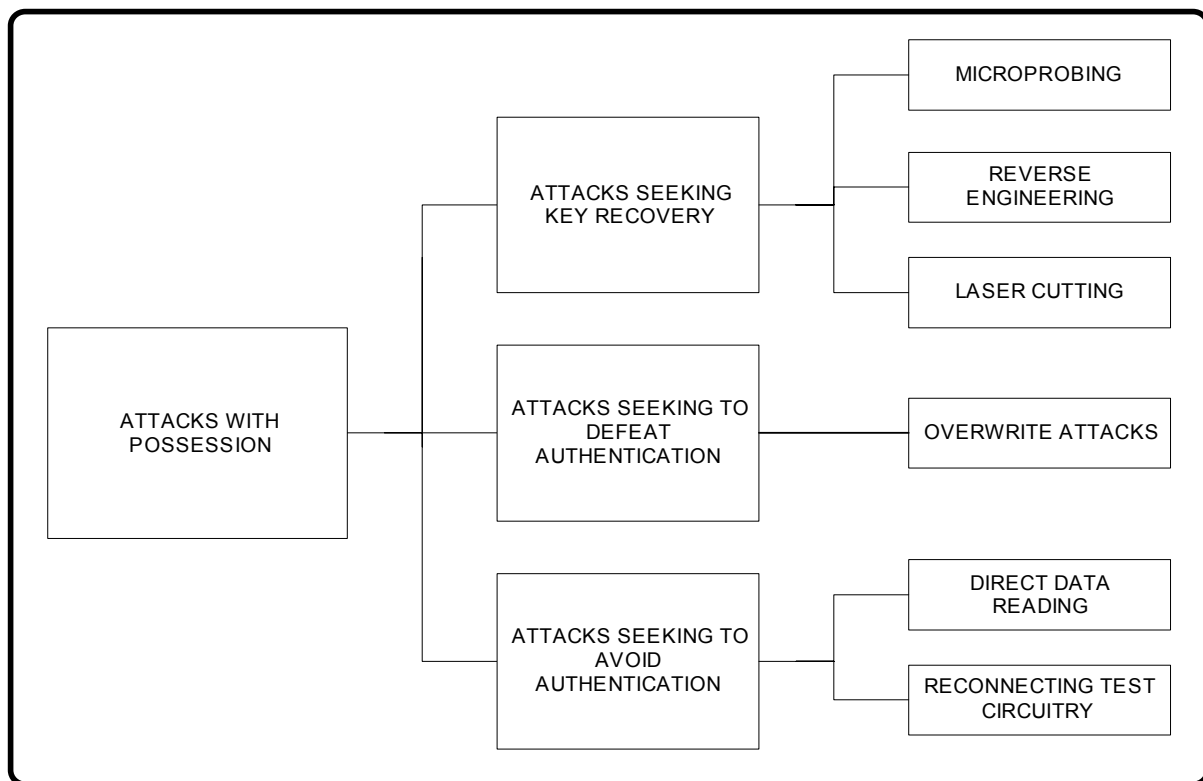 ATTACKS WITH
POSSESSION
ATTACKS SEEKING
KEY RECOVERY
MICROPROBING
REVERSE
ENGINEERING
LASER CUTTING
ATTACKS SEEKING TO
DEFEAT
AUTHENTICATION
OVERWRITE ATTACKS
ATTACKS SEEKING TO
AVOID
AUTHENTICATION
DIRECT DATA
READING
RECONNECTING TEST
CIRCUITRY